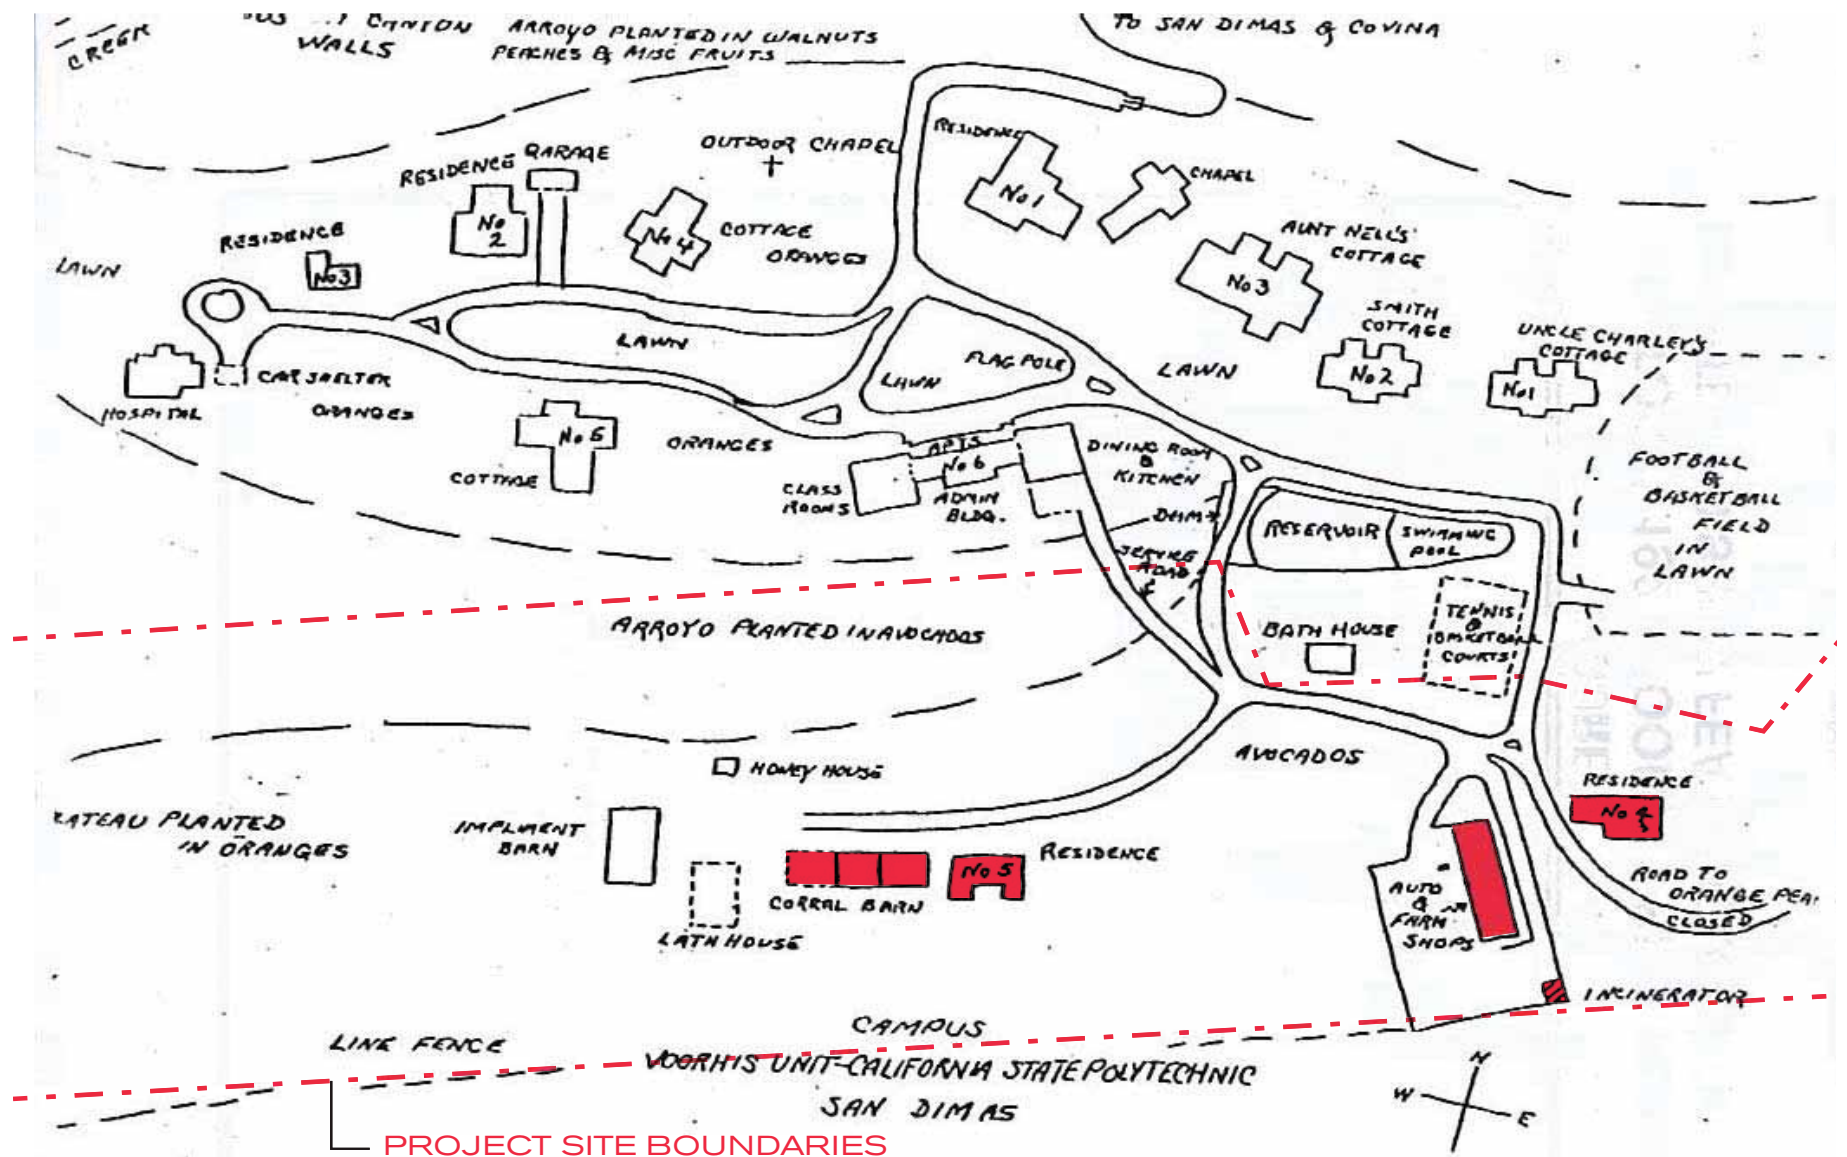 CREEK
CANYON
WALLS
ARROYO PLANTED IN WALNUTS
PEACHES & MISC FRUITS
TO SAN DIMAS & COVINA
RESIDENCE
No 1
CHAPEL
OUTDOOR CHAPEL
GARAGE
RESIDENCE
No
2
No 4
COTTAGE
ORANGES
RESIDENCE
No 3
LAWN
AUNT NELL'S
COTTAGE
No 3
SMITH
COTTAGE
No 2
UNCLE CHARLEY'S
COTTAGE
No 1
LAWN
LAWN
FLAG POLE
LAWN
HOSPITAL
CAR SHELTER
ORANGES
No 5
COTTAGE
ORANGES
CLASS
ROOMS
APTS
No 6
ADMIN
BLDG.
DINING ROOM
&
KITCHEN
DAM
SERVICE
ROAD
RESERVOIR
SWIMMING
POOL
FOOTBALL
&
BASKETBALL
FIELD
IN
LAWN
TENNIS
&
BASKETBALL
COURTS
BATH HOUSE
ARROYO PLANTED IN AVOCADOS
AVOCADOS
HONEY HOUSE
PLANTED
IN ORANGES
IMPLMENT
BARN
LATH HOUSE
CORRAL BARN
No 5
RESIDENCE
RESIDENCE
AUTO
&
FARM
SHOPS
ROAD TO
ORANGE
CLOSED
INCINERATOR
LINE FENCE
CAMPUS
VOORHIS UNIT-CALIFORNIA STATE POLYTECHNIC
SAN DIMAS
N
W
E
PROJECT SITE BOUNDARIES